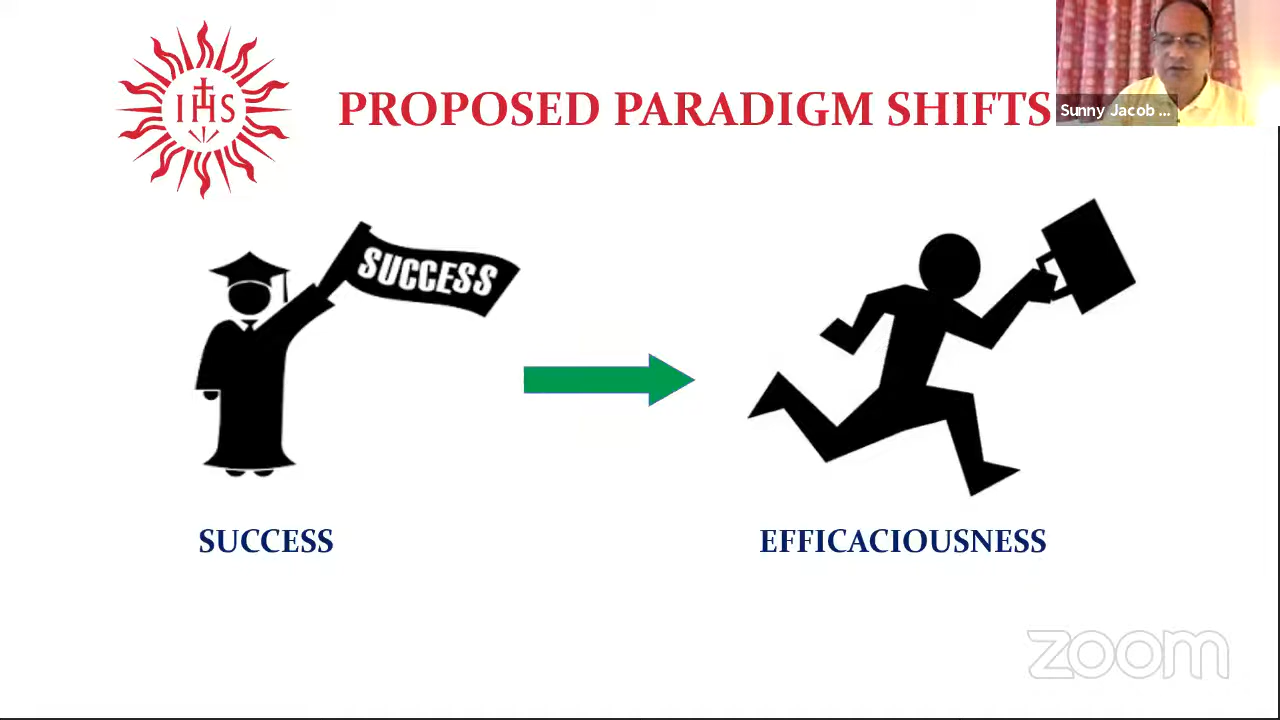 IHS
PROPOSED PARADIGM SHIFTS
Sunny Jacob ...
SUCCESS
SUCCESS
EFFICACIOUSNESS
zoom